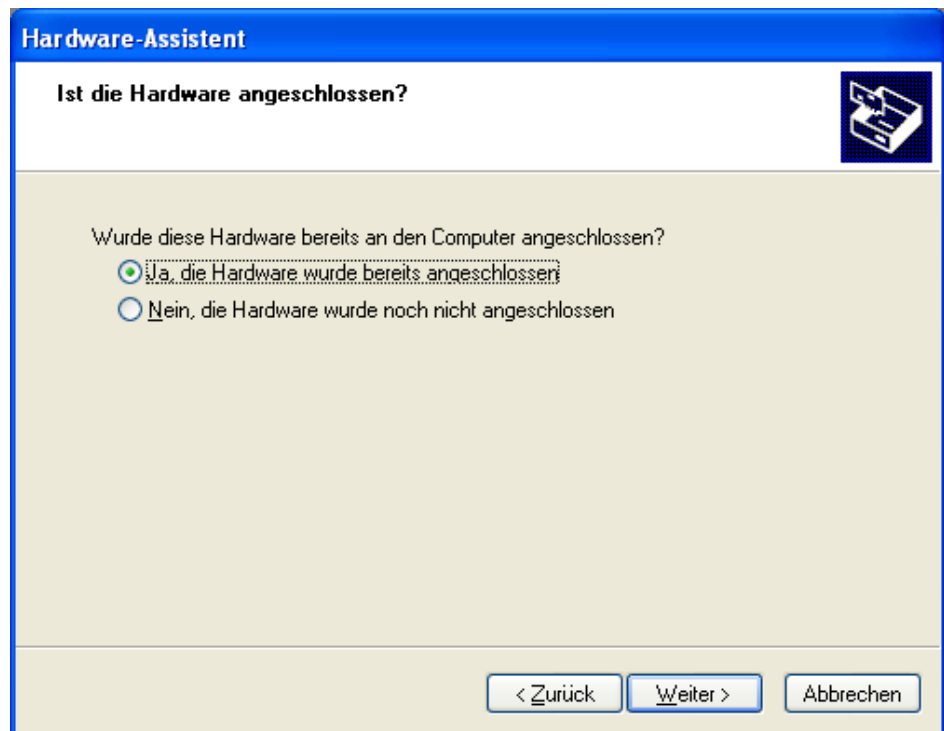 Hardware-Assistent
Ist die Hardware angeschlossen?
Wurde diese Hardware bereits an den Computer angeschlossen?
Ja, die Hardware wurde bereits angeschlossen
Nein, die Hardware wurde noch nicht angeschlossen
< Zurück Weiter > Abbrechen